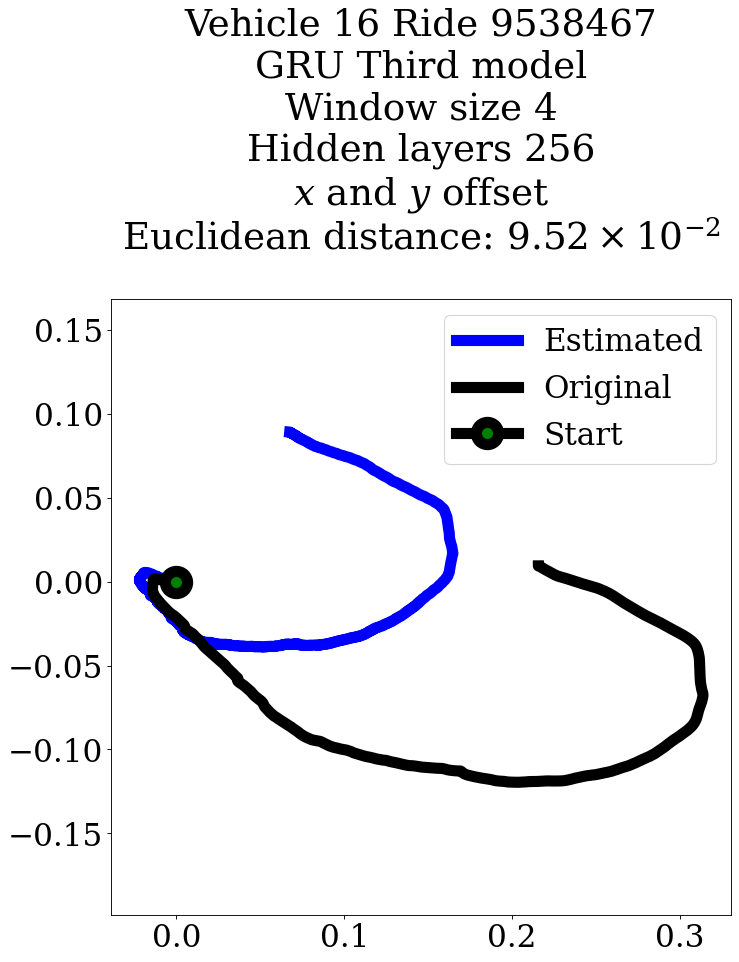 Vehicle 16 Ride 9538467
GRU Third model
Window size 4
Hidden layers 256
x and y offset
Euclidean distance: 9.52 × 10⁻²
Estimated
Original
Start
0.15
0.10
0.05
0.00
−0.05
−0.10
−0.15
0.0 0.1 0.2 0.3